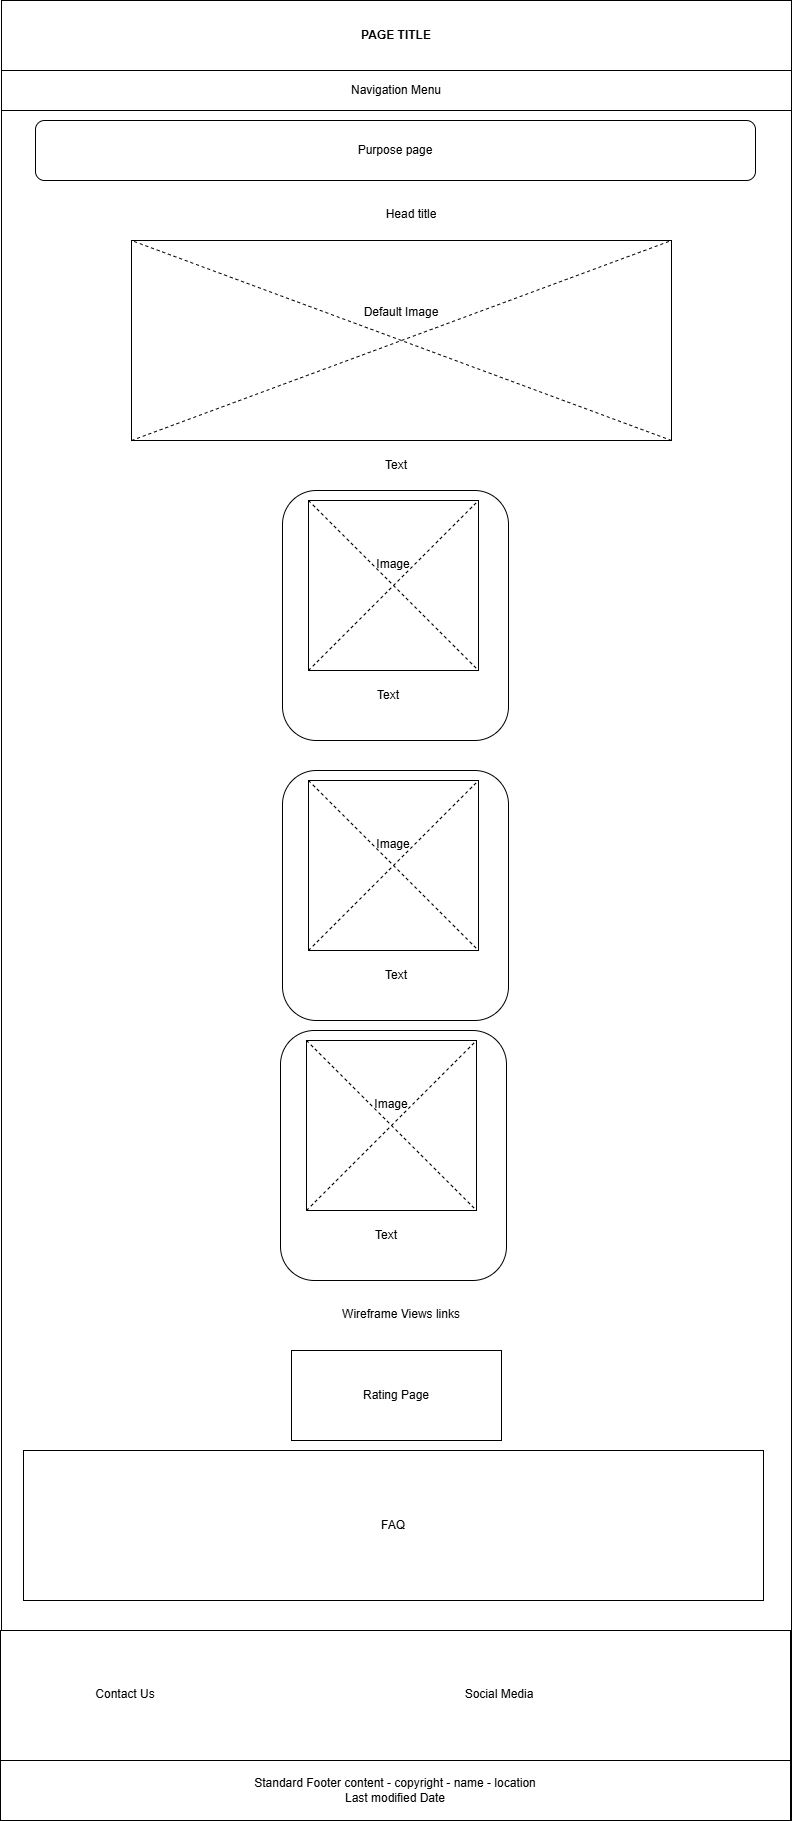 PAGE TITLE
Navigation Menu
Purpose page
Head title
Default Image
Text
Image
Text
Image
Text
Image
Text
Wireframe Views links
Rating Page
FAQ
Contact Us
Social Media
Standard Footer content - copyright - name - location
Last modified Date